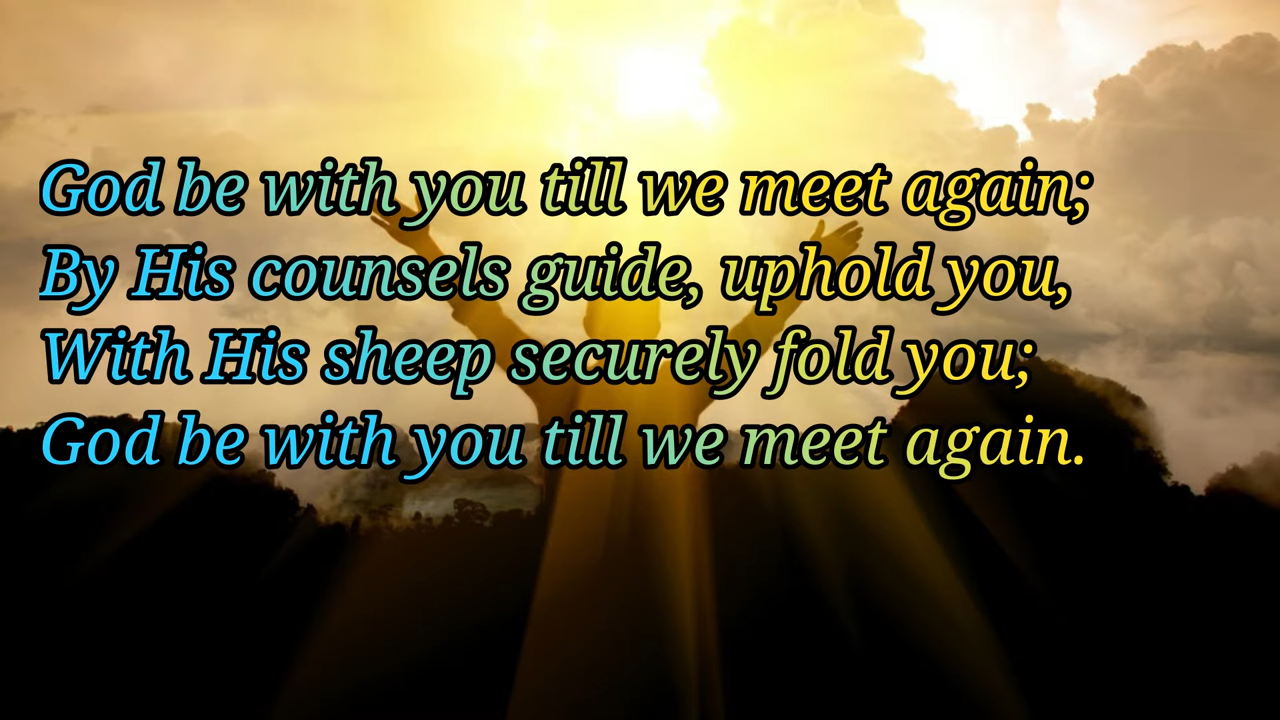 God be with you till we meet again;
By His counsels guide, uphold you,
With His sheep securely fold you;
God be with you till we meet again.